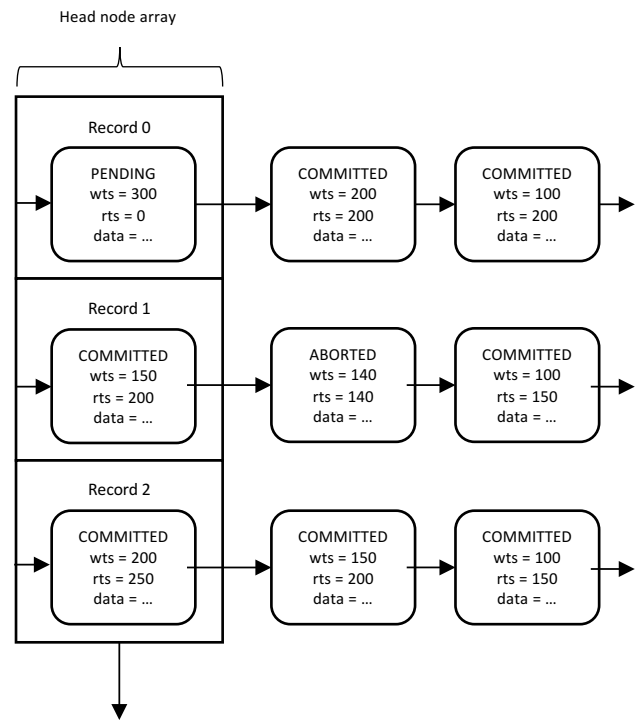 Head node array
Record 0
PENDING
wts = 300
rts = 0
data = ...
COMMITTED
wts = 200
rts = 200
data = ...
COMMITTED
wts = 100
rts = 200
data = ...
Record 1
COMMITTED
wts = 150
rts = 200
data = ...
ABORTED
wts = 140
rts = 140
data = ...
COMMITTED
wts = 100
rts = 150
data = ...
Record 2
COMMITTED
wts = 200
rts = 250
data = ...
COMMITTED
wts = 150
rts = 200
data = ...
COMMITTED
wts = 100
rts = 150
data = ...